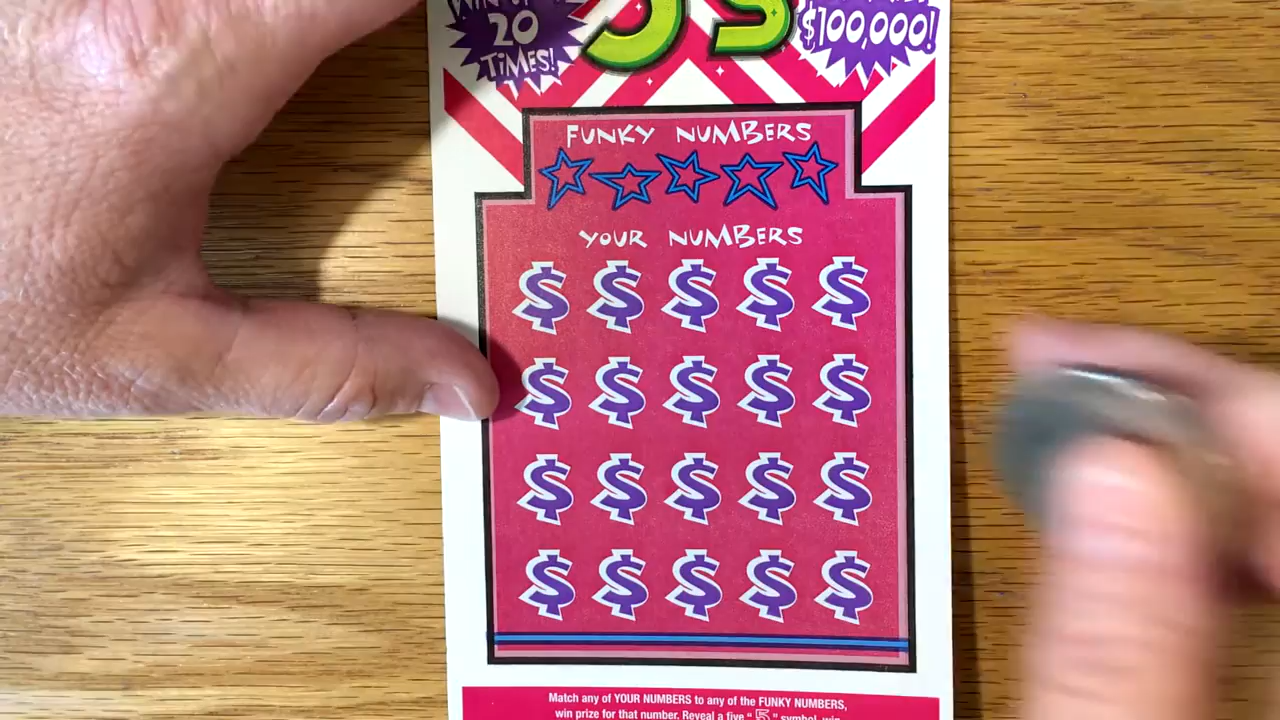 20
TIMES!
$100,000!
5s
FUNKY NUMBERS
YOUR NUMBERS
$ $ $ $ $
$ $ $ $ $
$ $ $ $ $
$ $ $ $ $
Match any of YOUR NUMBERS to any of the FUNKY NUMBERS,
win prize for that number. Reveal a five "5" symbol, win